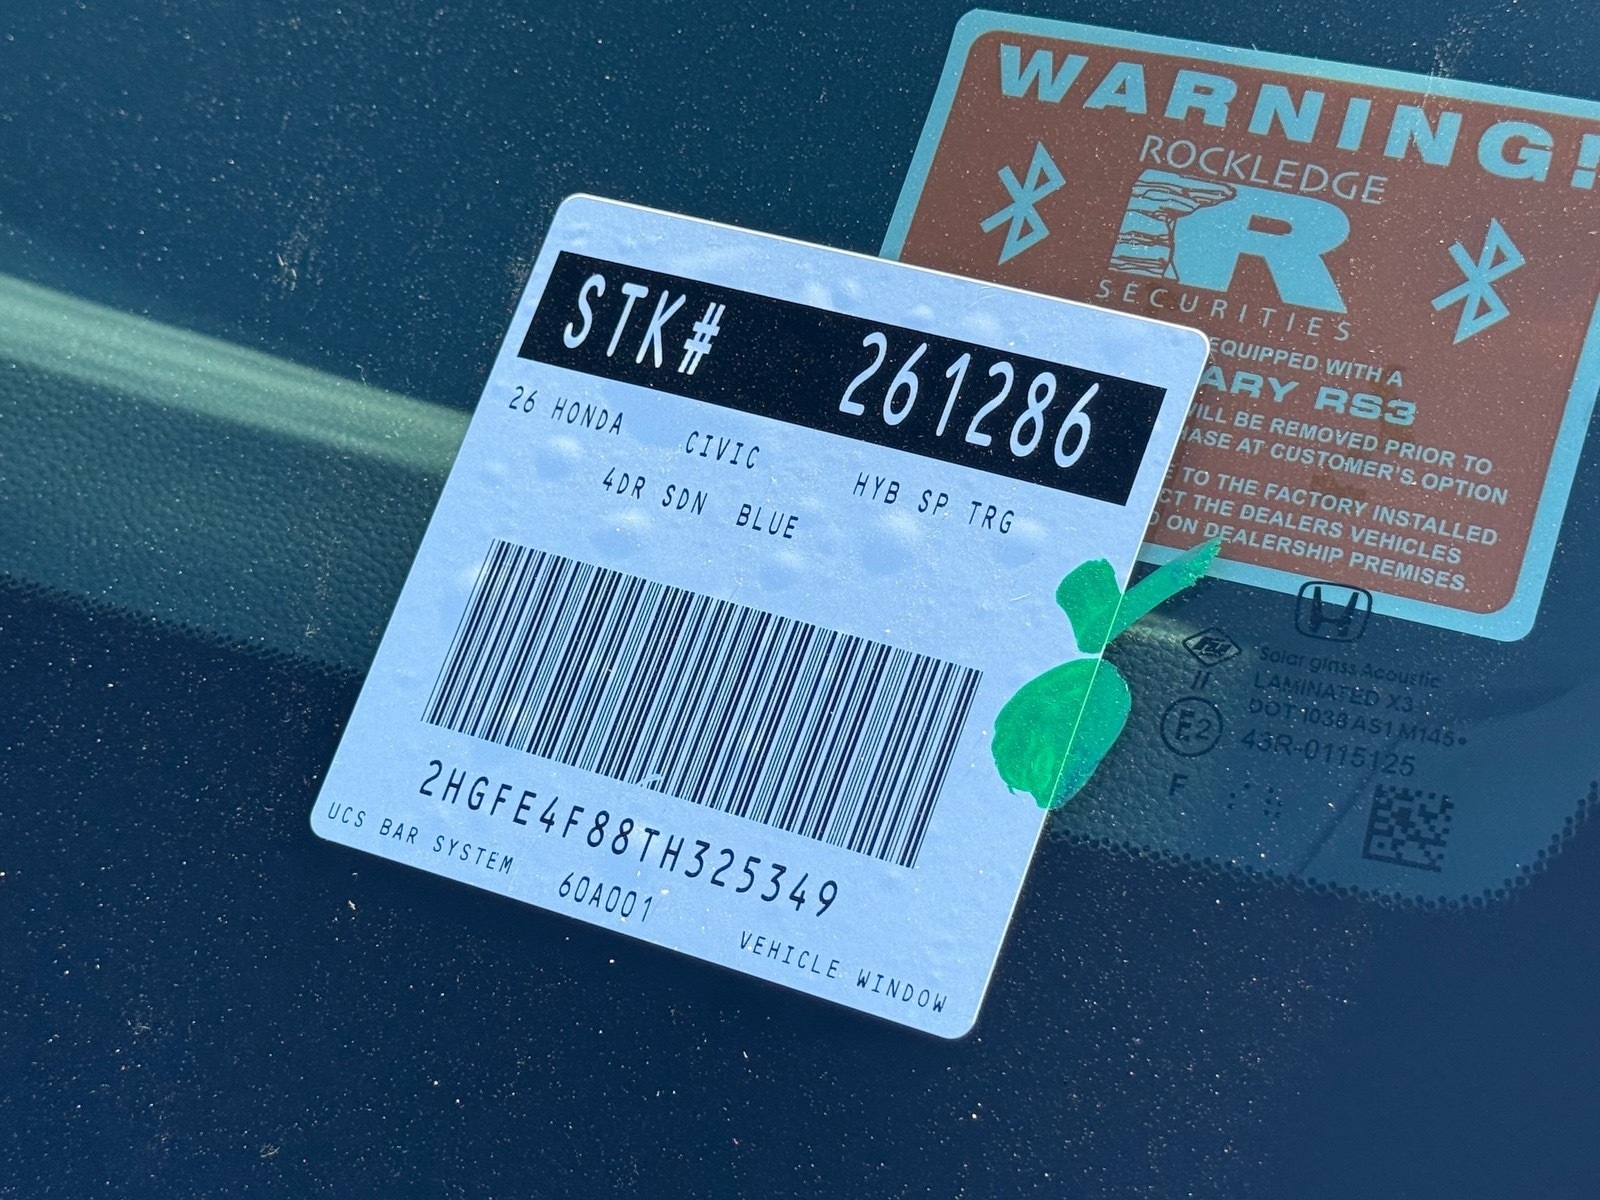 WARNING!
ROCKLEDGE
R
SECURITIES
EQUIPPED WITH A
ARY RS3
WILL BE REMOVED PRIOR TO
HASE AT CUSTOMER'S OPTION
TO THE FACTORY INSTALLED
CT THE DEALERS VEHICLES
ON DEALERSHIP PREMISES.
STK# 261286
26 HONDA CIVIC HYB SP TRG
4DR SDN BLUE
2HGFE4F88TH325349
UCS BAR SYSTEM 60A001 VEHICLE WINDOW
Solar glass Acoustic
LAMINATED X3
II
DOT 1038 AS1 M145
E2
43R-0115125
F